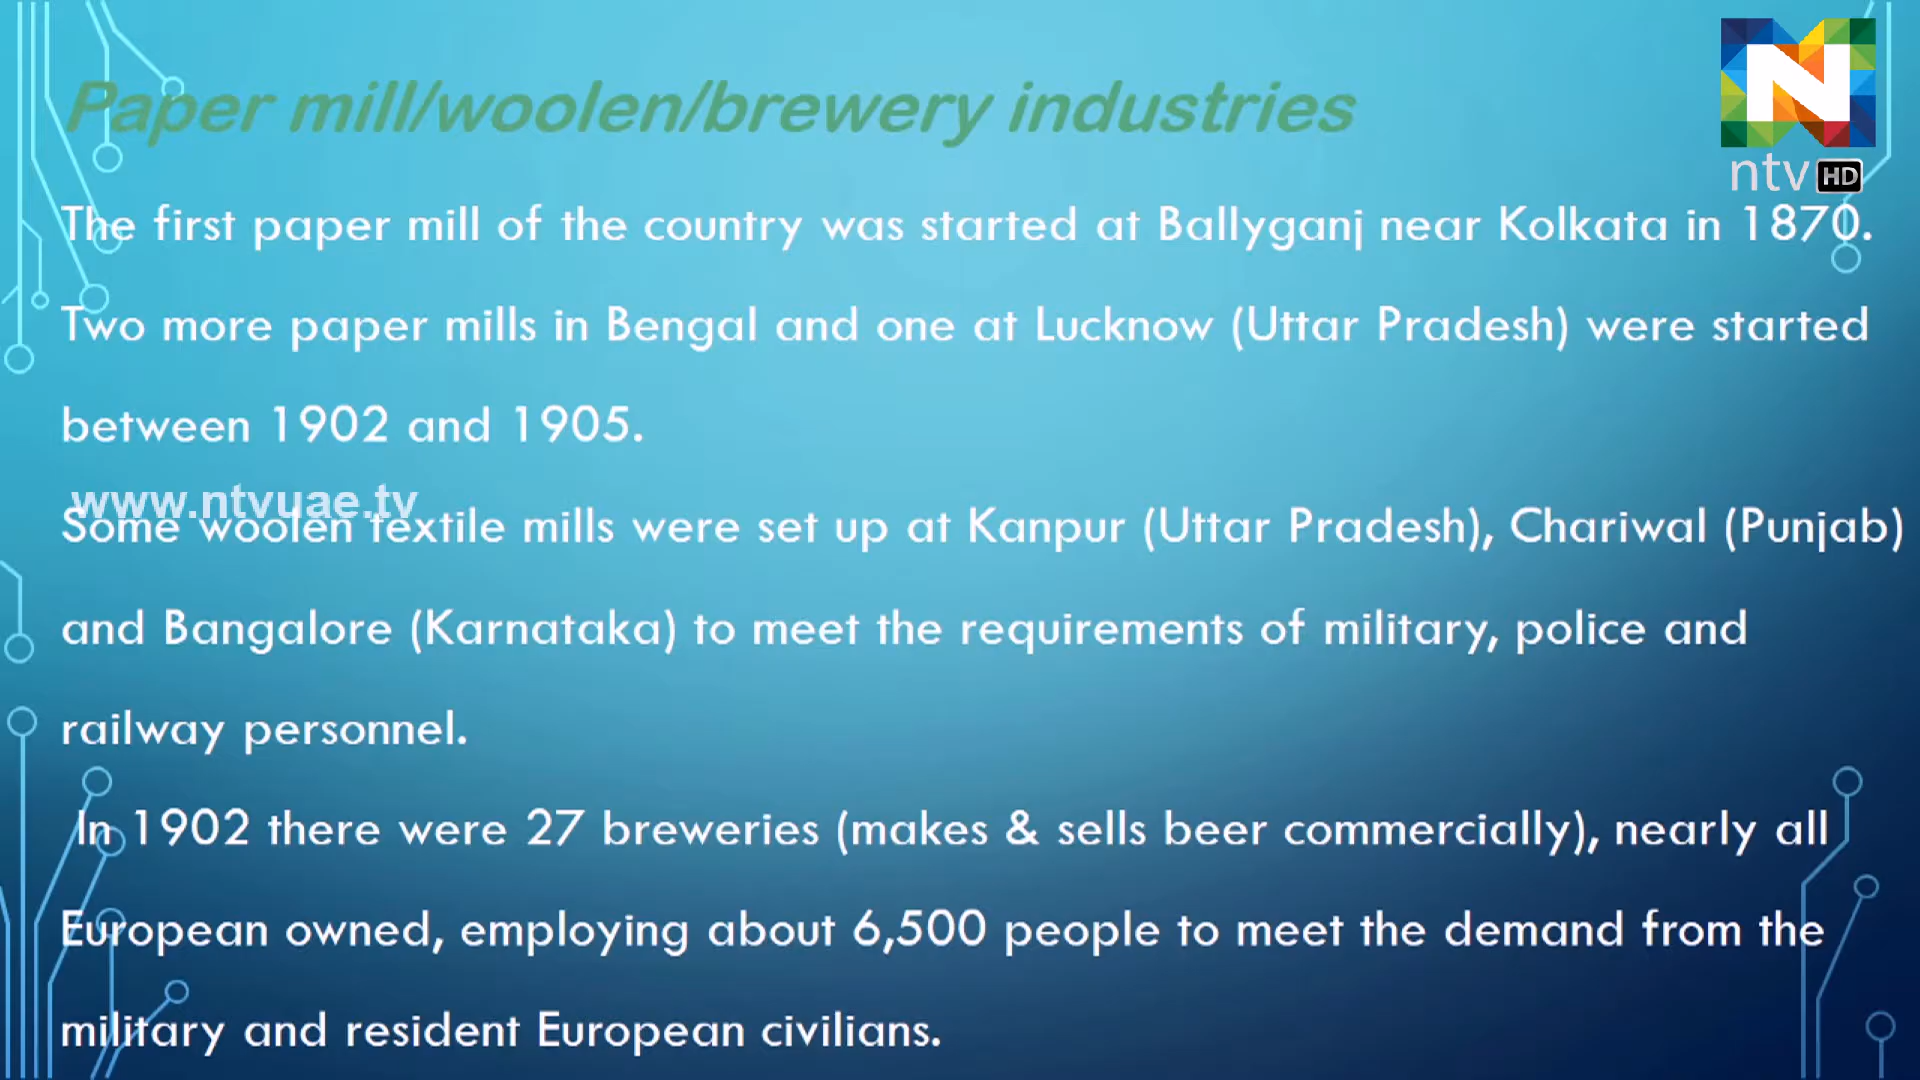 Paper mill/woolen/brewery industries
ntv HD
The first paper mill of the country was started at Ballyganj near Kolkata in 1870.
Two more paper mills in Bengal and one at Lucknow (Uttar Pradesh) were started
between 1902 and 1905.
www.ntvuae.tv
Some woolen textile mills were set up at Kanpur (Uttar Pradesh), Chariwal (Punjab)
and Bangalore (Karnataka) to meet the requirements of military, police and
railway personnel.
In 1902 there were 27 breweries (makes & sells beer commercially), nearly all
European owned, employing about 6,500 people to meet the demand from the
military and resident European civilians.